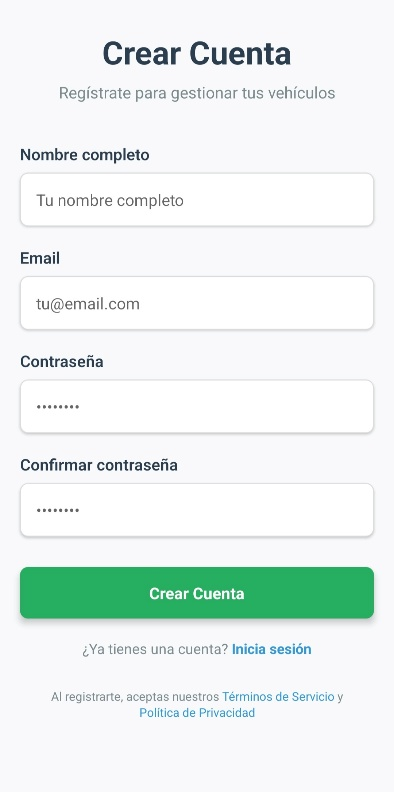 Crear Cuenta
Regístrate para gestionar tus vehículos
Nombre completo
Tu nombre completo
Email
tu@email.com
Contraseña
••••••••
Confirmar contraseña
••••••••
Crear Cuenta
¿Ya tienes una cuenta? Inicia sesión
Al registrarte, aceptas nuestros Términos de Servicio y
Política de Privacidad